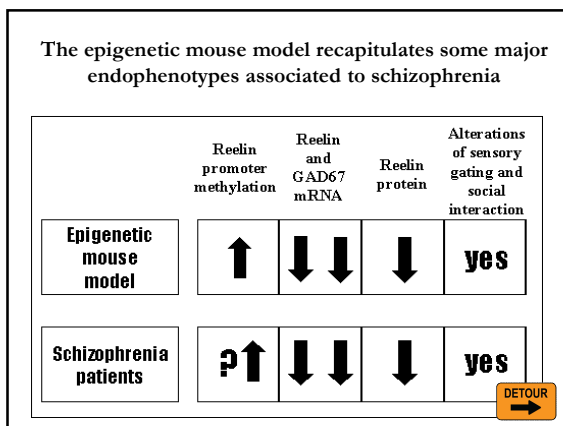 The epigenetic mouse model recapitulates some major
endophenotypes associated to schizophrenia
Reelin
promoter
methylation
Reelin
and
GAD67
mRNA
Reelin
protein
Alterations
of sensory
gating and
social
interaction
Epigenetic
mouse
model
yes
Schizophrenia
patients
?
yes
DETOUR